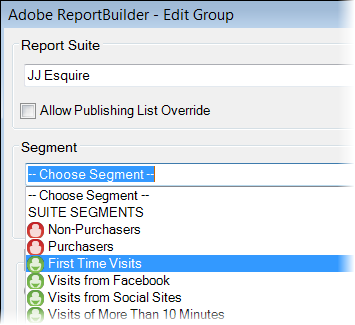 Adobe ReportBuilder - Edit Group
Report Suite
JJ Esquire
Allow Publishing List Override
Segment
-- Choose Segment --
-- Choose Segment --
SUITE SEGMENTS
Non-Purchasers
Purchasers
First Time Visits
Visits from Facebook
Visits from Social Sites
Visits of More Than 10 Minutes